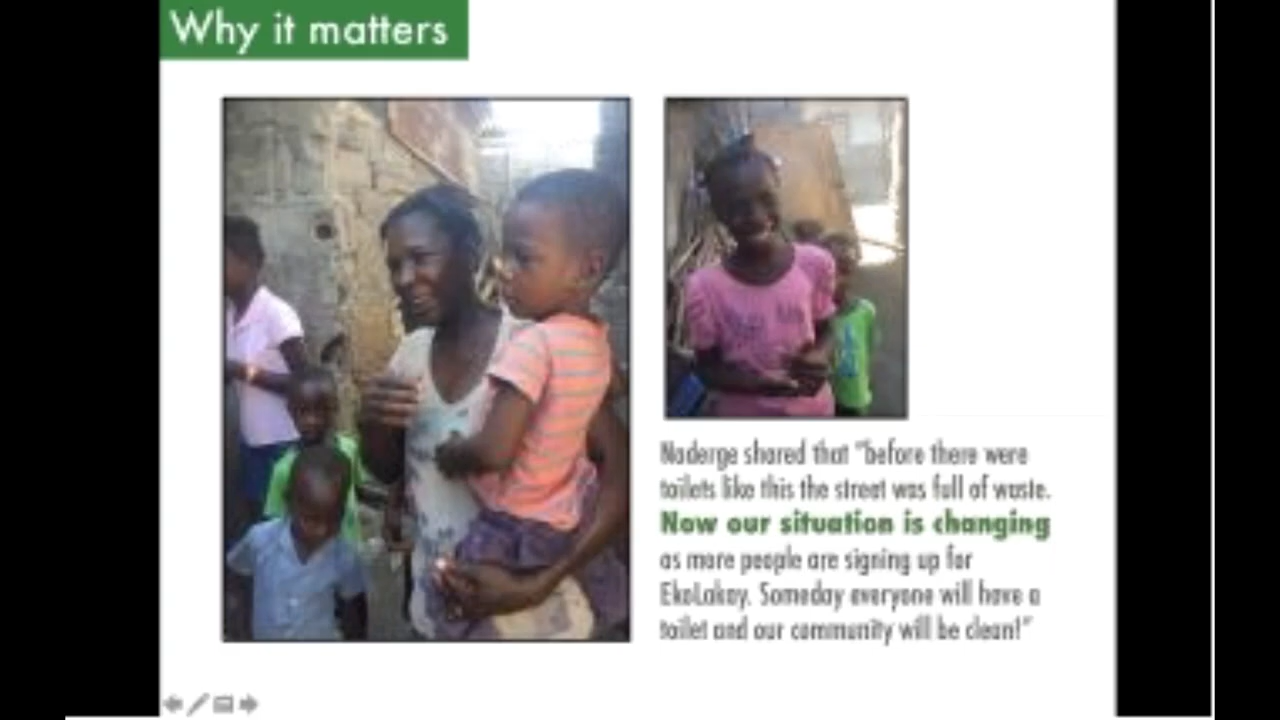 Why it matters
Naderge shared that "before there were
toilets like this the street was full of waste.
Now our situation is changing
as more people are signing up for
EkoLakay. Someday everyone will have a
toilet and our community will be clean!"